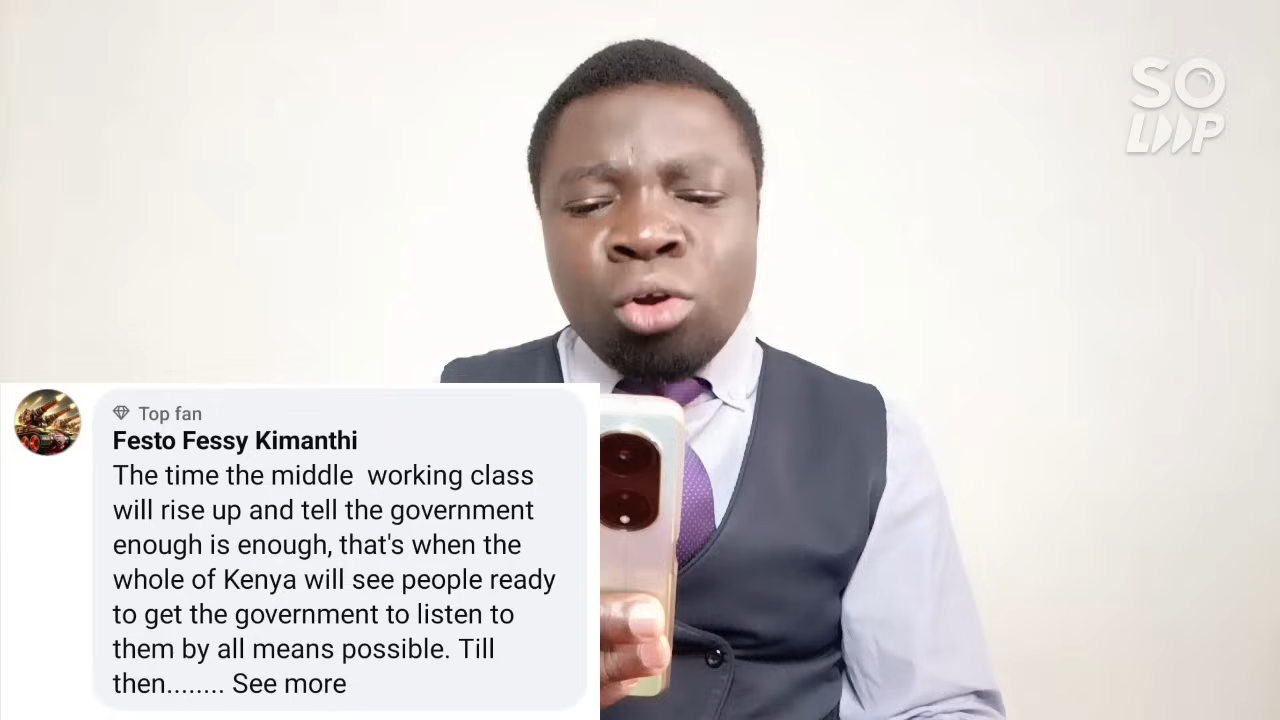 SO
LOOP
Top fan
Festo Fessy Kimanthi
The time the middle  working class
will rise up and tell the government
enough is enough, that's when the
whole of Kenya will see people ready
to get the government to listen to
them by all means possible. Till
then........ See more